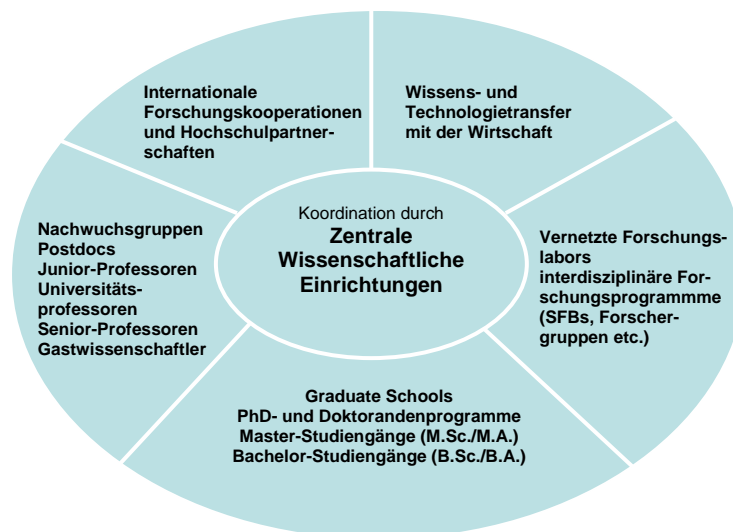 Internationale
Forschungskooperationen
und Hochschulpartner-
schaften
Wissens- und
Technologietransfer
mit der Wirtschaft
Nachwuchsgruppen
Postdocs
Junior-Professoren
Universitäts-
professoren
Senior-Professoren
Gastwissenschaftler
Koordination durch
Zentrale
Wissenschaftliche
Einrichtungen
Vernetzte Forschungs-
labors
interdisziplinäre For-
schungsprogrammme
(SFBs, Forscher-
gruppen etc.)
Graduate Schools
PhD- und Doktorandenprogramme
Master-Studiengänge (M.Sc./M.A.)
Bachelor-Studiengänge (B.Sc./B.A.)